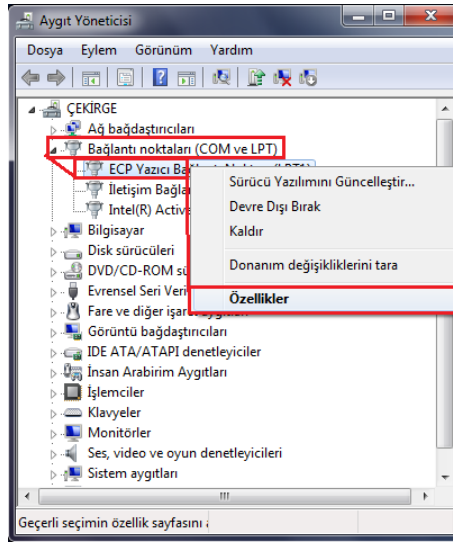 Aygıt Yöneticisi
Dosya Eylem Görünüm Yardım
ÇEKİRGE
Ağ bağdaştırıcıları
Bağlantı noktaları (COM ve LPT)
ECP Yazıcı
İletişim
Intel(R)
Bilgisayar
Disk sürücüleri
DVD/CD-ROM
Evrensel Seri
Fare ve diğer
Görüntü bağdaştırıcıları
IDE ATA/ATAPI denetleyiciler
İnsan Arabirim Aygıtları
İşlemciler
Klavyeler
Monitörler
Ses, video ve oyun denetleyicileri
Sistem aygıtları
Sürücü Yazılımını Güncelleştir...
Devre Dışı Bırak
Kaldır
Donanım değişikliklerini tara
Özellikler
Geçerli seçimin özellik sayfasını